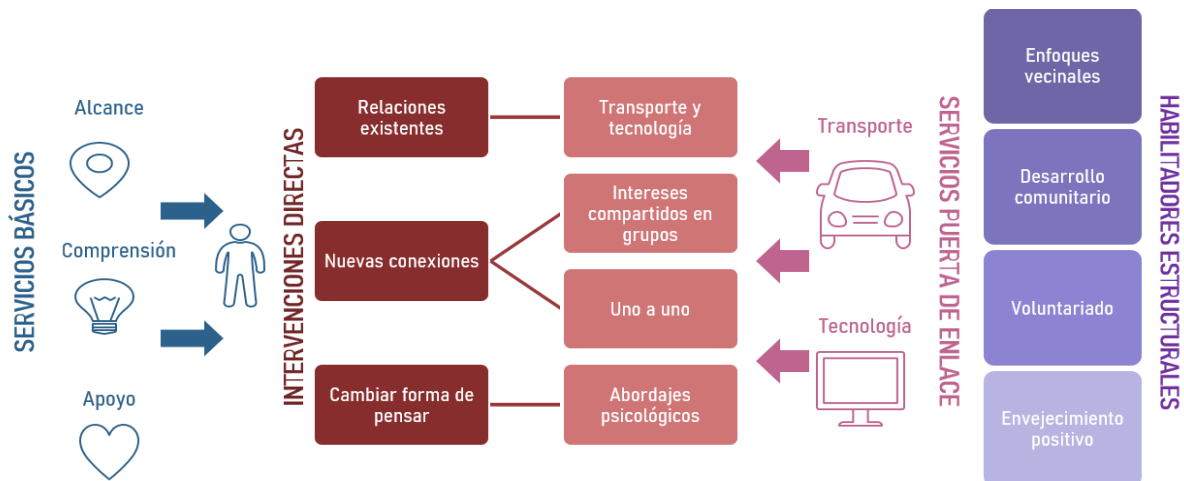 SERVICIOS BÁSICOS
Alcance
Comprensión
Apoyo
INTERVENCIONES DIRECTAS
Relaciones
existentes
Nuevas conexiones
Cambiar forma de
pensar
Transporte y
tecnología
Intereses
compartidos en
grupos
Uno a uno
Abordajes
psicológicos
Transporte
Tecnología
SERVICIOS PUERTA DE ENLACE
Enfoques
vecinales
Desarrollo
comunitario
Voluntariado
Envejecimiento
positivo
HABILITADORES ESTRUCTURALES